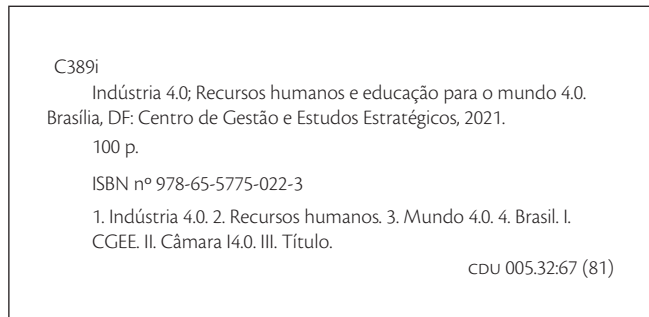 C389i
Indústria 4.0; Recursos humanos e educação para o mundo 4.0.
Brasília, DF: Centro de Gestão e Estudos Estratégicos, 2021.
100 p.
ISBN nº 978-65-5775-022-3
1. Indústria 4.0. 2. Recursos humanos. 3. Mundo 4.0. 4. Brasil. I.
CGEE. II. Câmara I4.0. III. Título.
CDU 005.32:67 (81)